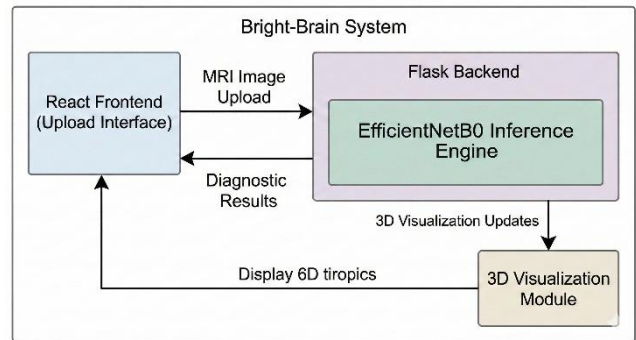 Bright-Brain System
React Frontend
(Upload Interface)
MRI Image
Upload
Diagnostic
Results
Flask Backend
EfficientNetB0 Inference
Engine
3D Visualization Updates
Display 6D tiropics
3D Visualization
Module